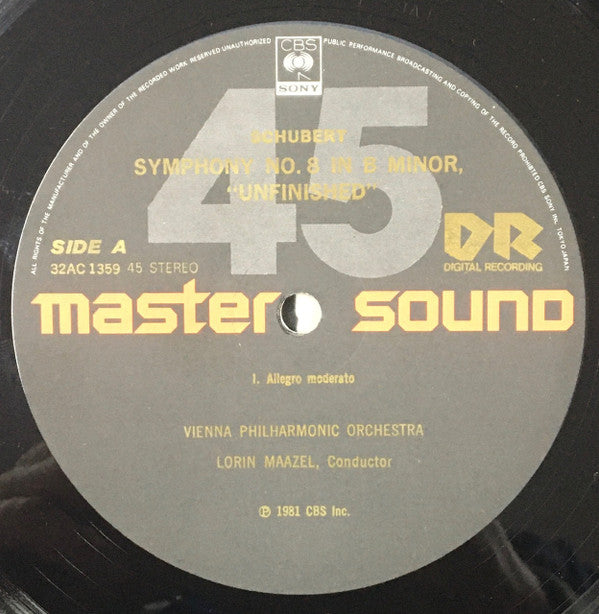 ALL RIGHTS OF THE MANUFACTURER AND OF THE OWNER OF THE RECORDED WORK RESERVED UNAUTHORIZED PUBLIC PERFORMANCE BROADCASTING AND COPYING OF THE RECORD PROHIBITED CBS SONY INC. TOKYO JAPAN
CBS
SONY
45
SCHUBERT
SYMPHONY NO. 8 IN B MINOR,
"UNFINISHED"
SIDE A
32AC 1359 45 STEREO
DR
DIGITAL RECORDING
master sound
1. Allegro moderato
VIENNA PHILHARMONIC ORCHESTRA
LORIN MAAZEL, Conductor
℗ 1981 CBS Inc.